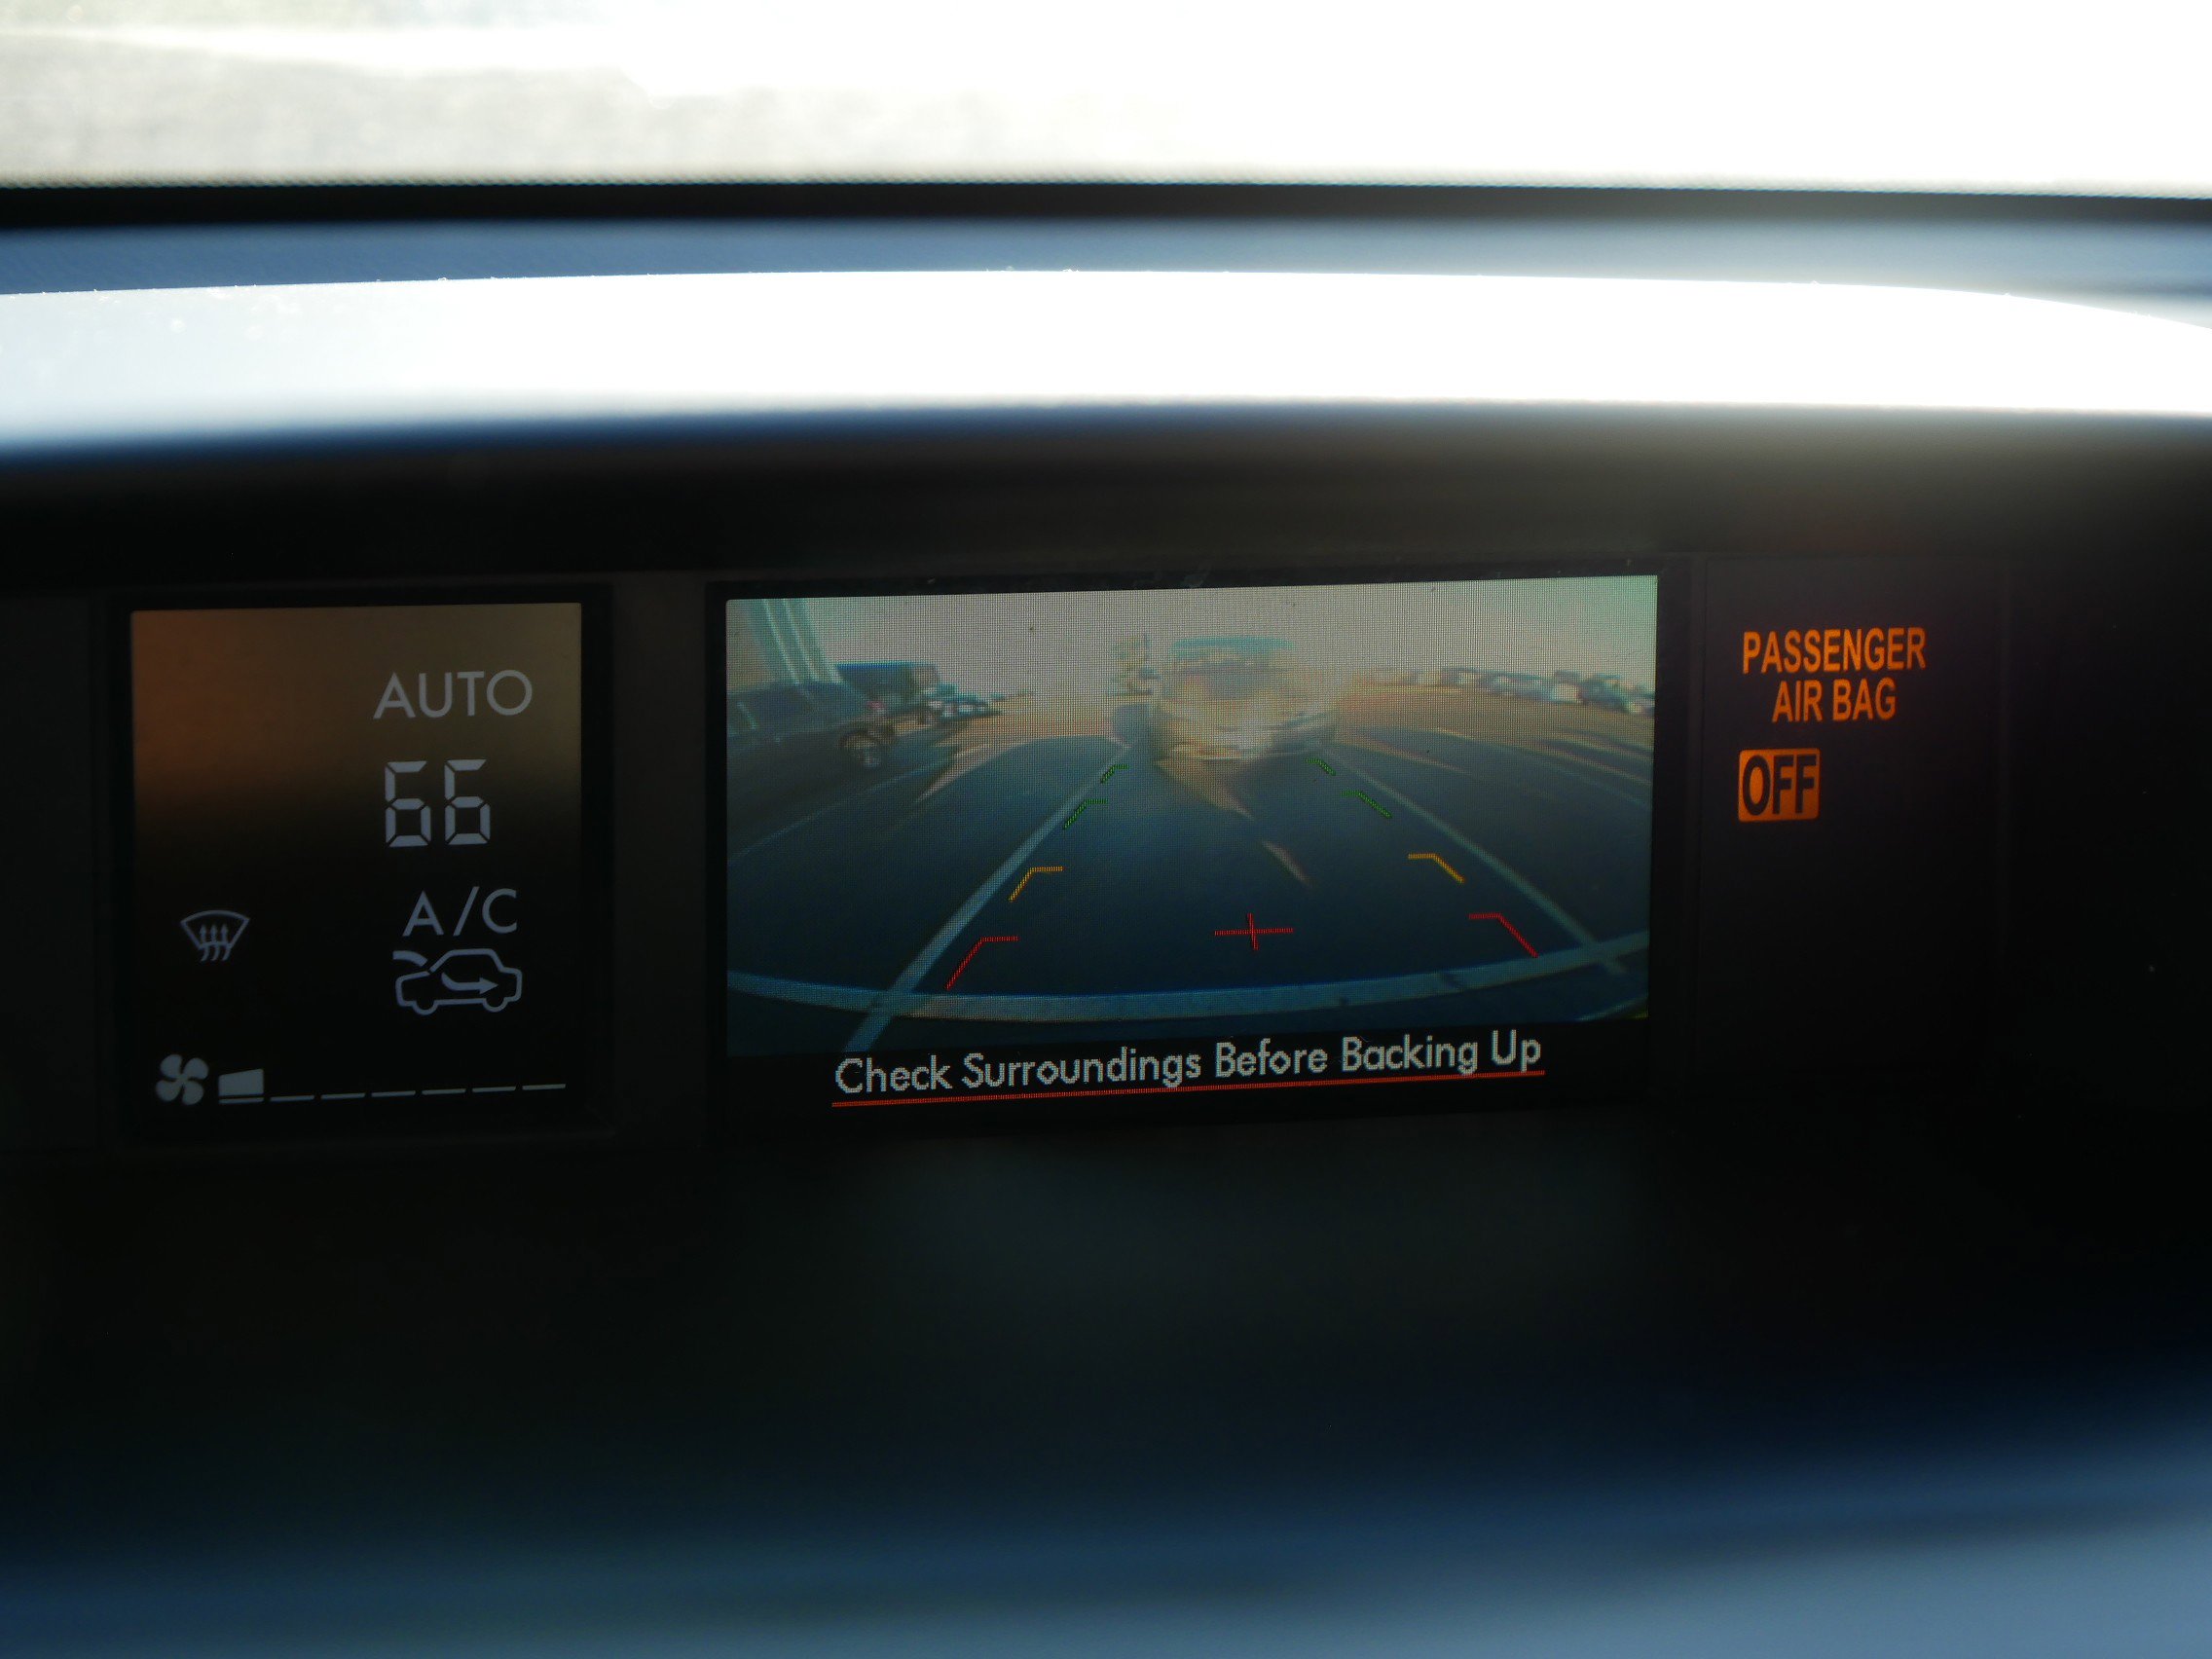 AUTO
66
A/C
Check Surroundings Before Backing Up
PASSENGER
AIR BAG
OFF